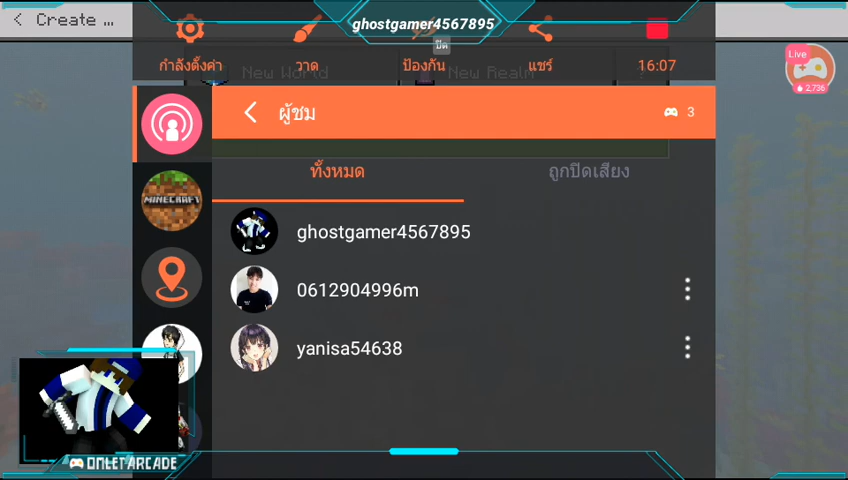 Create ...
ghostgamer4567895
ปิด
กำลังตั้งค่า
วาด
ป้องกัน
แชร์
16:07
New World
New Realm
Live
2,736
ผู้ชม
3
MINECRAFT
ทั้งหมด
ถูกปิดเสียง
ghostgamer4567895
0612904996m
yanisa54638
OMLET ARCADE